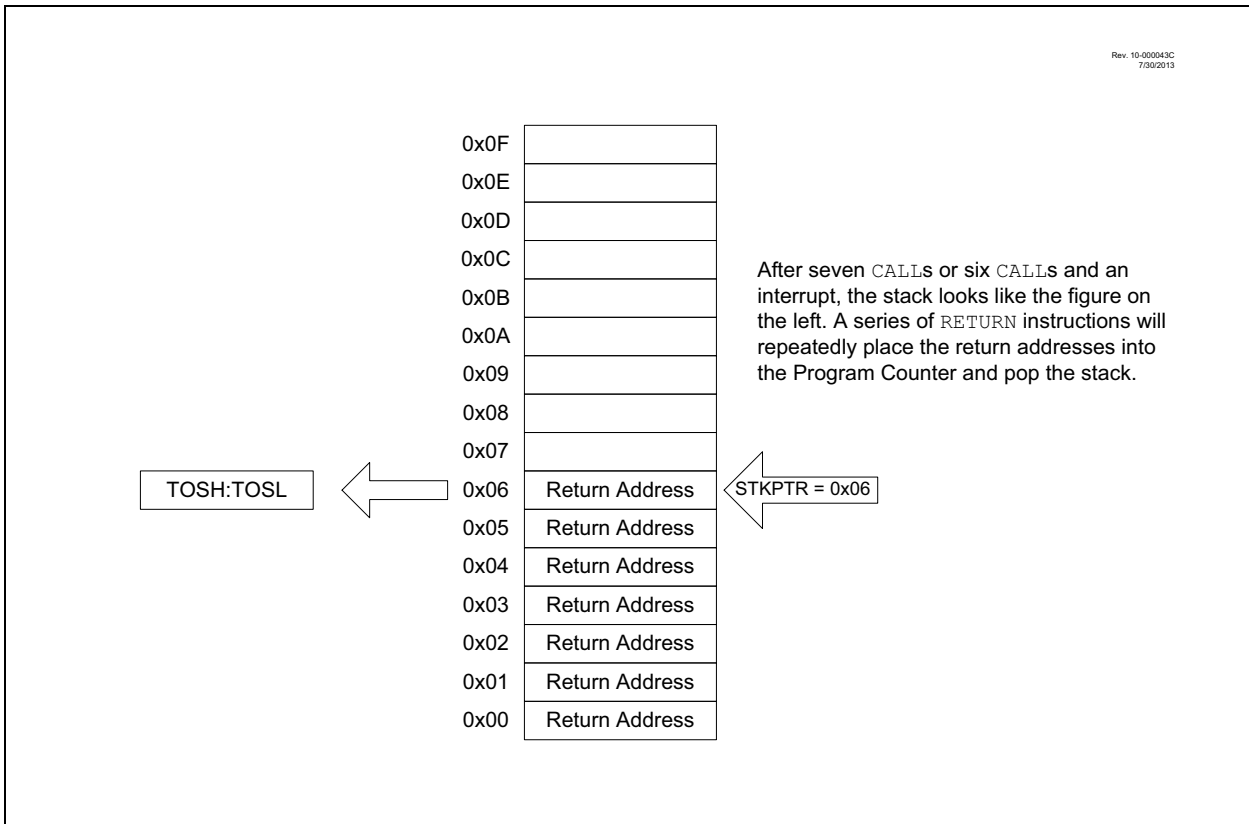 Rev. 10-000043C
7/30/2013
0x0F
0x0E
0x0D
0x0C
0x0B
0x0A
0x09
0x08
0x07
After seven CALLs or six CALLs and an
interrupt, the stack looks like the figure on
the left. A series of RETURN instructions will
repeatedly place the return addresses into
the Program Counter and pop the stack.
TOSH:TOSL
0x06 Return Address
STKPTR = 0x06
0x05 Return Address
0x04 Return Address
0x03 Return Address
0x02 Return Address
0x01 Return Address
0x00 Return Address